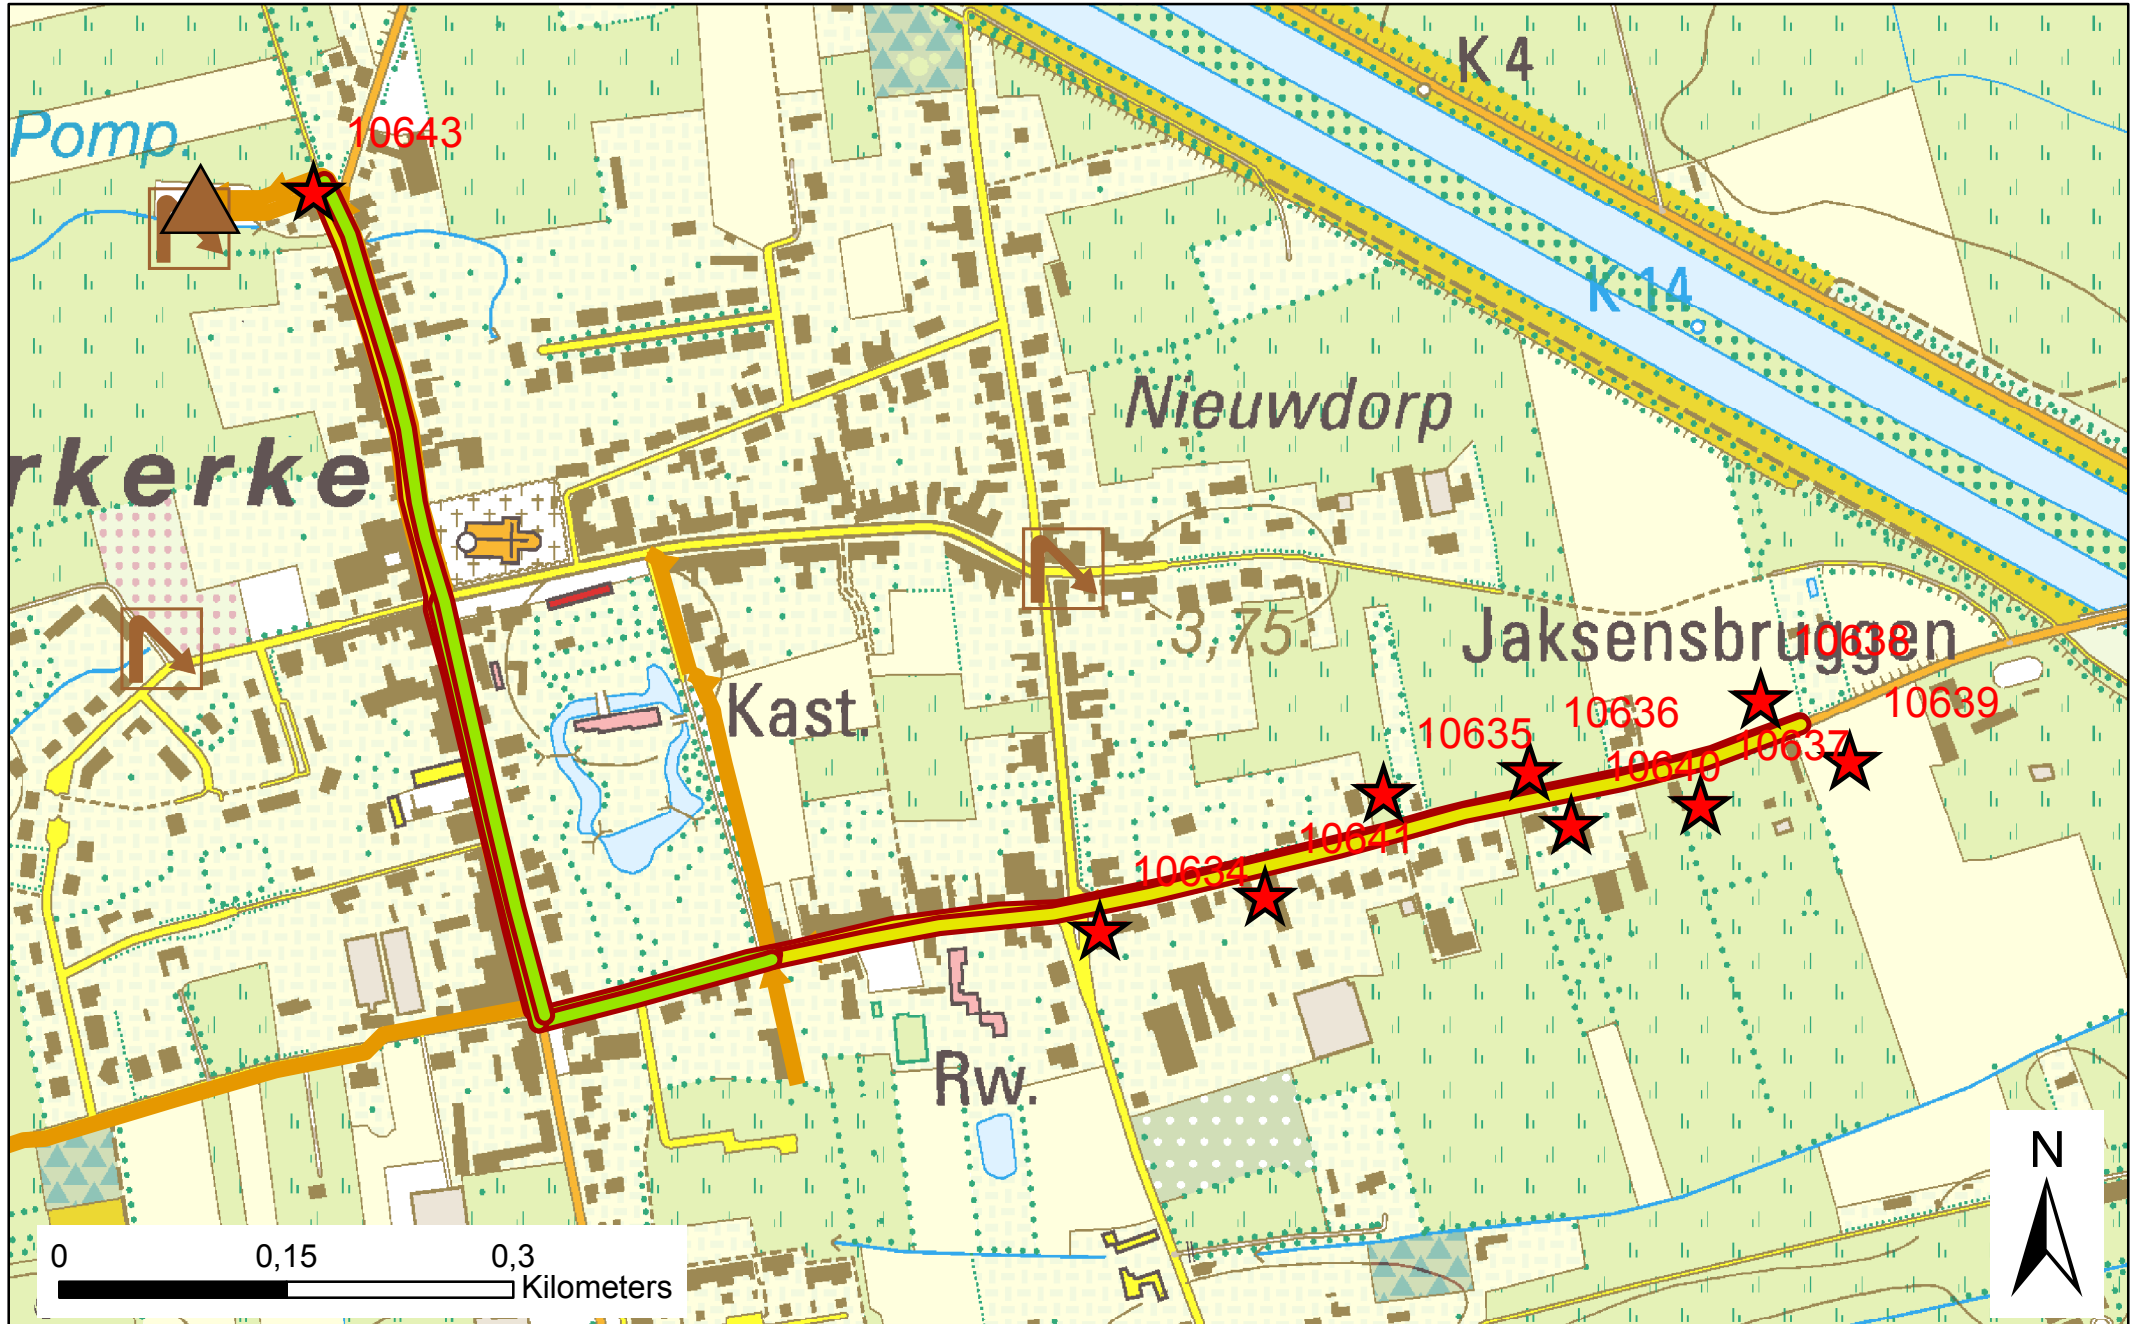 K 4
Pomp.
10643
K 14
Nieuwdorp
rkerke
3,75
Jaksensbruggen
10638
Kast.
10639
10636
10635
10637
10640
10641
10634
Rw.
N
0 0,15 0,3
Kilometers